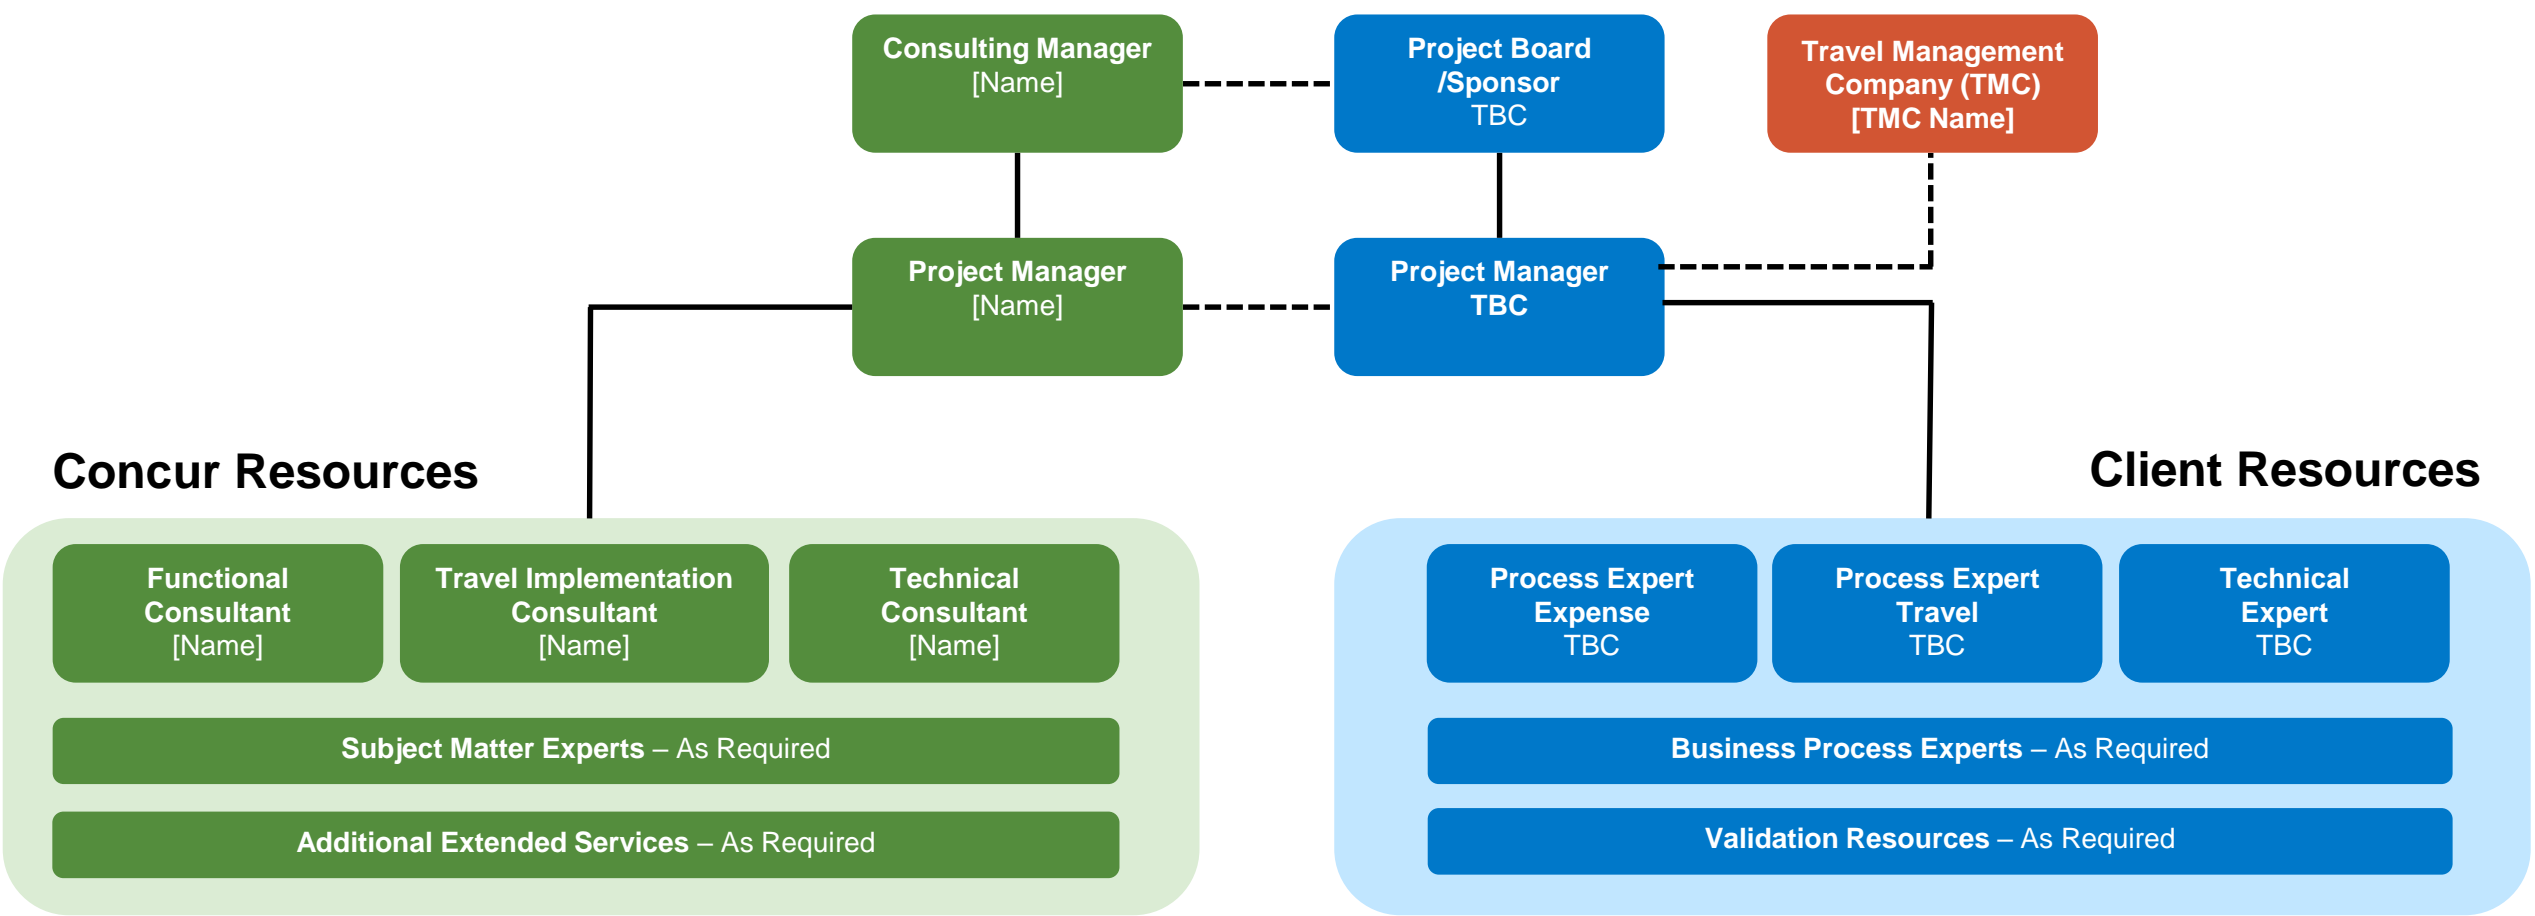 Consulting Manager
[Name]
Project Board
/Sponsor
TBC
Travel Management
Company (TMC)
[TMC Name]
Project Manager
[Name]
Project Manager
TBC
Concur Resources
Client Resources
Functional
Consultant
[Name]
Travel Implementation
Consultant
[Name]
Technical
Consultant
[Name]
Subject Matter Experts – As Required
Additional Extended Services – As Required
Process Expert
Expense
TBC
Process Expert
Travel
TBC
Technical
Expert
TBC
Business Process Experts – As Required
Validation Resources – As Required